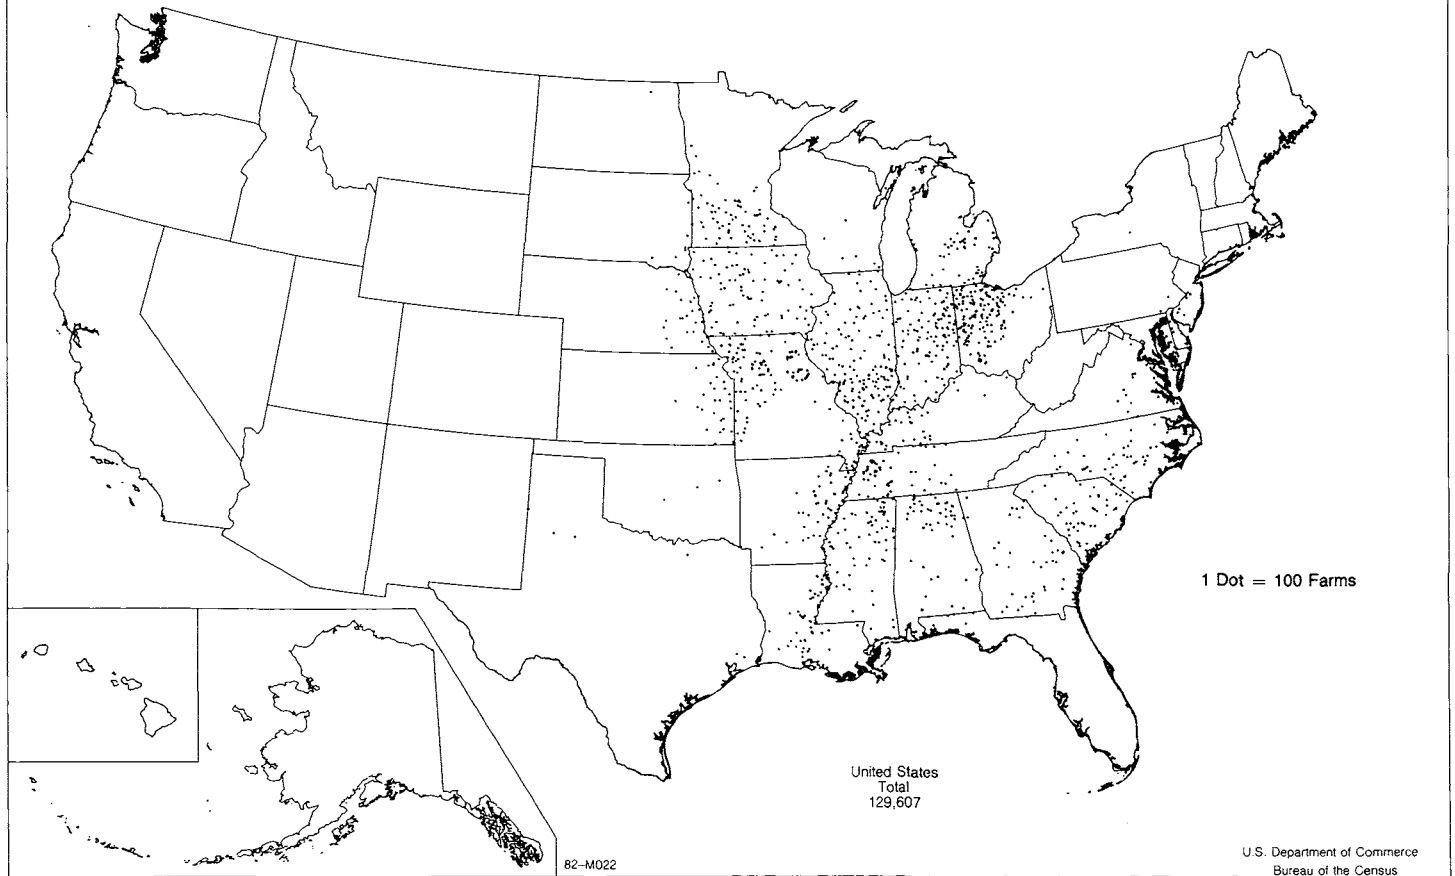 1 Dot = 100 Farms
United States
Total
129,607
82–M022
U.S. Department of Commerce
Bureau of the Census